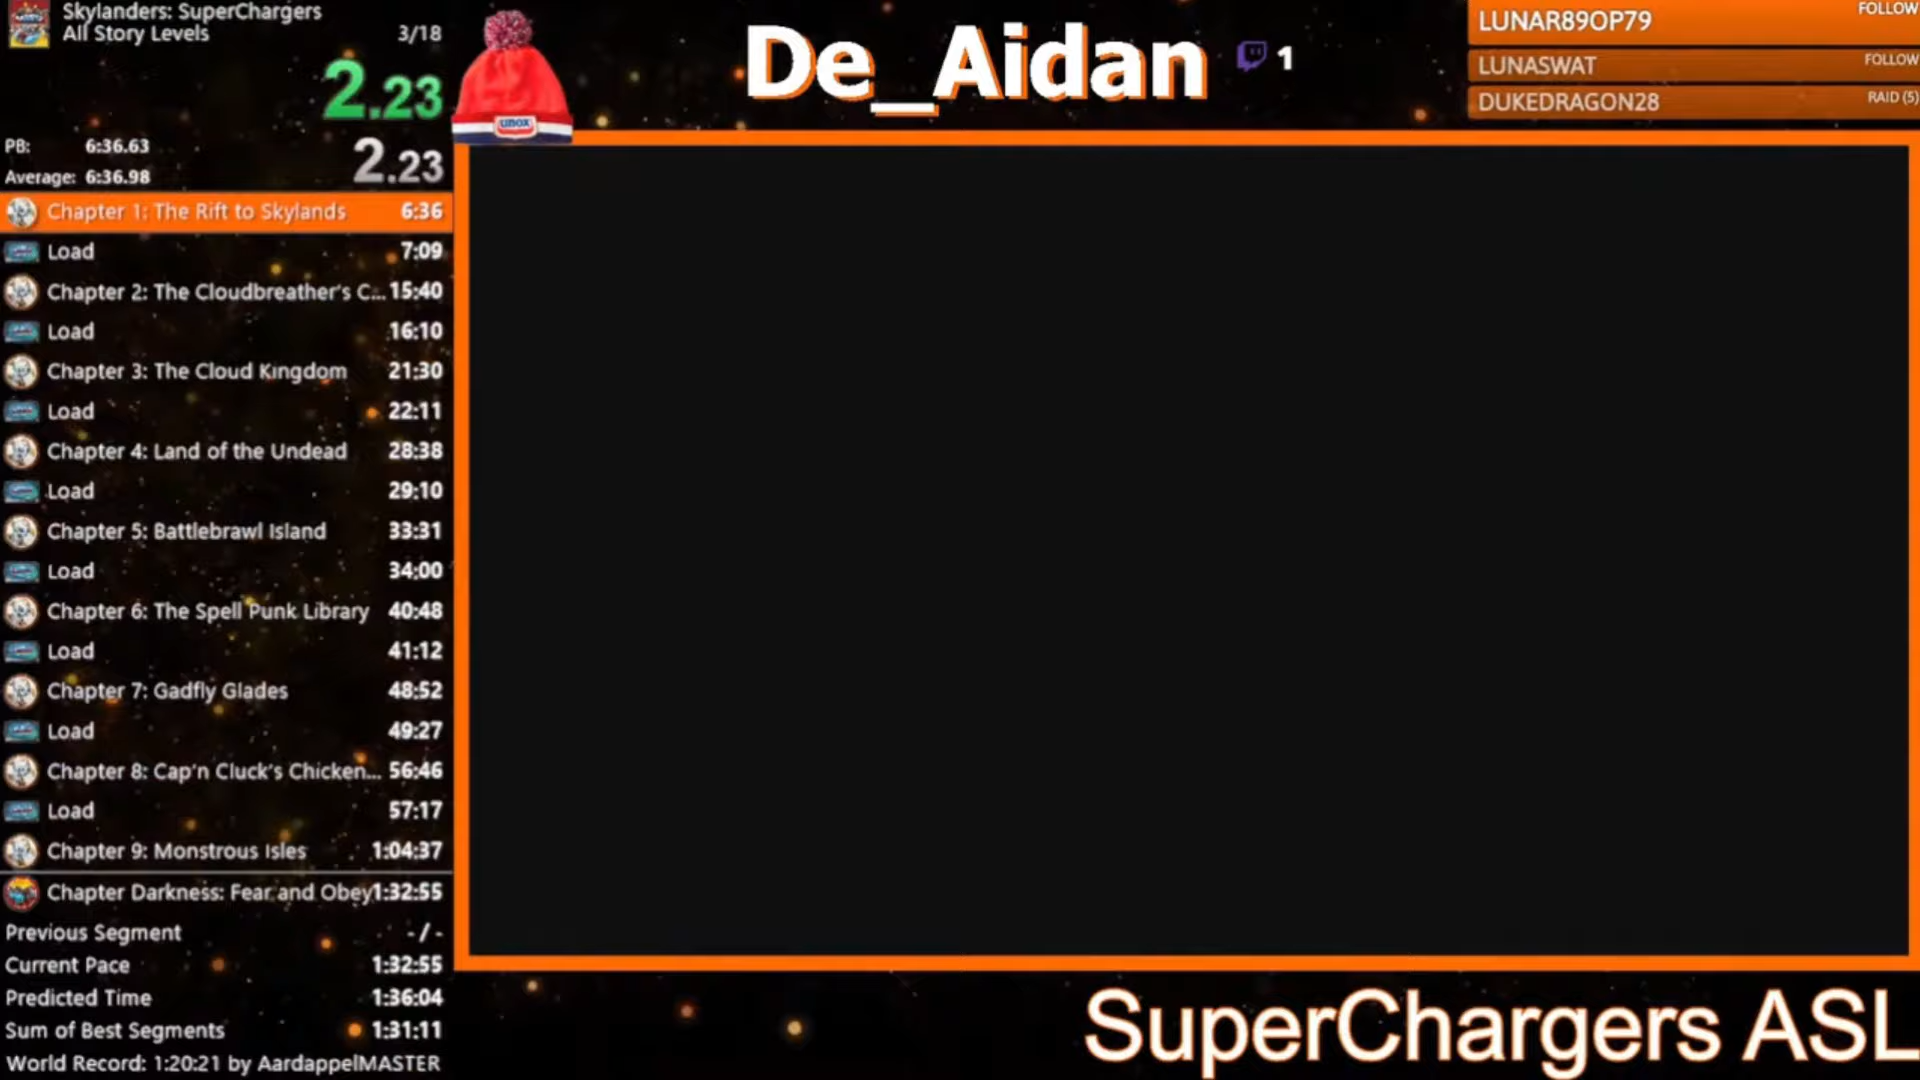 Skylanders: SuperChargers
All Story Levels 3/18
2.23
PB: 6:36.63
2.23
Average: 6:36.98
Chapter 1: The Rift to Skylands 6:36
Load 7:09
Chapter 2: The Cloudbreather's C... 15:40
Load 16:10
Chapter 3: The Cloud Kingdom 21:30
Load 22:11
Chapter 4: Land of the Undead 28:38
Load 29:10
Chapter 5: Battlebrawl Island 33:31
Load 34:00
Chapter 6: The Spell Punk Library 40:48
Load 41:12
Chapter 7: Gadfly Glades 48:52
Load 49:27
Chapter 8: Cap'n Cluck's Chicken... 56:46
Load 57:17
Chapter 9: Monstrous Isles 1:04:37
Chapter Darkness: Fear and Obey 1:32:55
Previous Segment - / -
Current Pace 1:32:55
Predicted Time 1:36:04
Sum of Best Segments 1:31:11
World Record: 1:20:21 by AardappelMASTER
unox
De_Aidan 1
LUNAR89OP79 FOLLOW
LUNASWAT FOLLOW
DUKEDRAGON28 RAID (5)
SuperChargers ASL